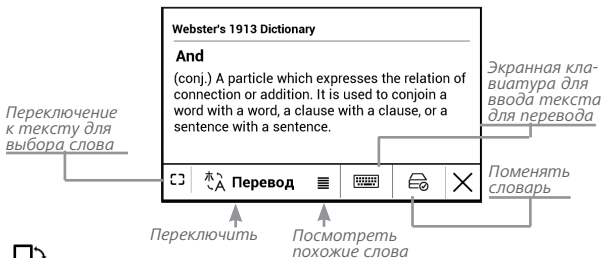 Webster's 1913 Dictionary
And
(conj.) A particle which expresses the relation of
connection or addition. It is used to conjoin a
word with a word, a clause with a clause, or a
sentence with a sentence.
Экранная кла-
виатура для
ввода текста
для перевода
Переключение
к тексту для
выбора слова
Перевод
Поменять
словарь
Переключить
Посмотреть
похожие слова